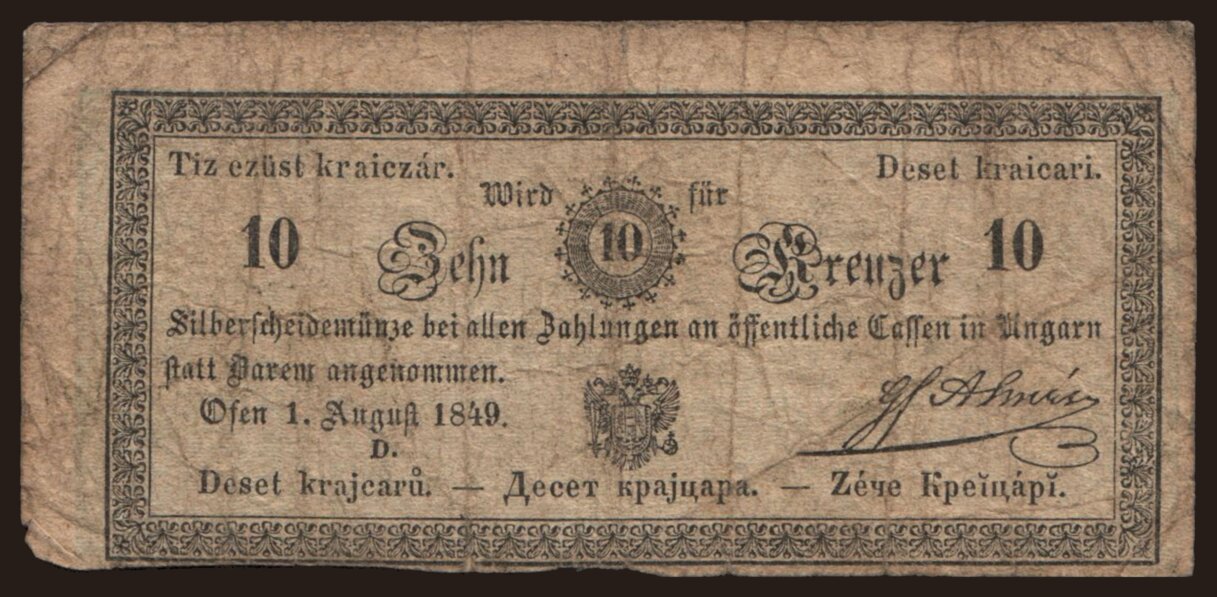 Tiz ezüst kraiczár. Deset kraicari.
Wird für
10 Zehn 10 Kreuzer 10
Silberscheidemünze bei allen Zahlungen an öffentliche Cassen in Ungarn
statt Barem angenommen.
Ofen 1. August 1849.
D.
Deset krajcarů. — Десет крајцара. — Zéче Креĭцápĭ.